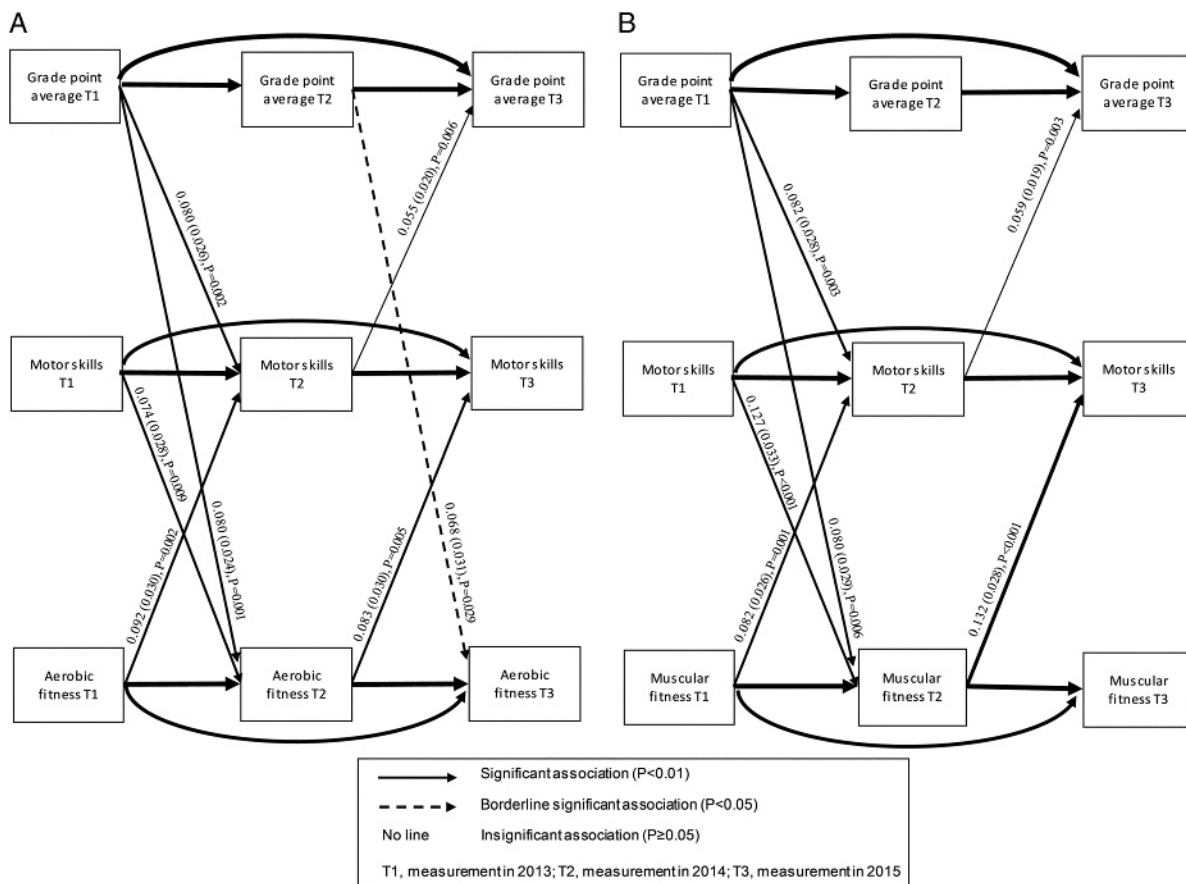 A
B
Grade point
average T1
Grade point
average T2
Grade point
average T3
Grade point
average T1
Grade point
average T2
Grade point
average T3
0.080 (0.026), P=0.002
0.055 (0.020), P=0.006
0.082 (0.028), P=0.003
0.059 (0.019), P=0.003
Motor skills
T1
Motor skills
T2
Motor skills
T3
Motor skills
T1
Motor skills
T2
Motor skills
T3
0.074 (0.028), P=0.009
0.092 (0.030), P=0.002
0.080 (0.024), P=0.001
0.083 (0.030), P=0.005
0.068 (0.031), P=0.029
0.127 (0.033), P<0.001
0.082 (0.026), P=0.001
0.080 (0.029), P=0.006
0.132 (0.028), P<0.001
Aerobic
fitness T1
Aerobic
fitness T2
Aerobic
fitness T3
Muscular
fitness T1
Muscular
fitness T2
Muscular
fitness T3
Significant association (P<0.01)
Borderline significant association (P<0.05)
No line Insignificant association (P≥0.05)
T1, measurement in 2013; T2, measurement in 2014; T3, measurement in 2015